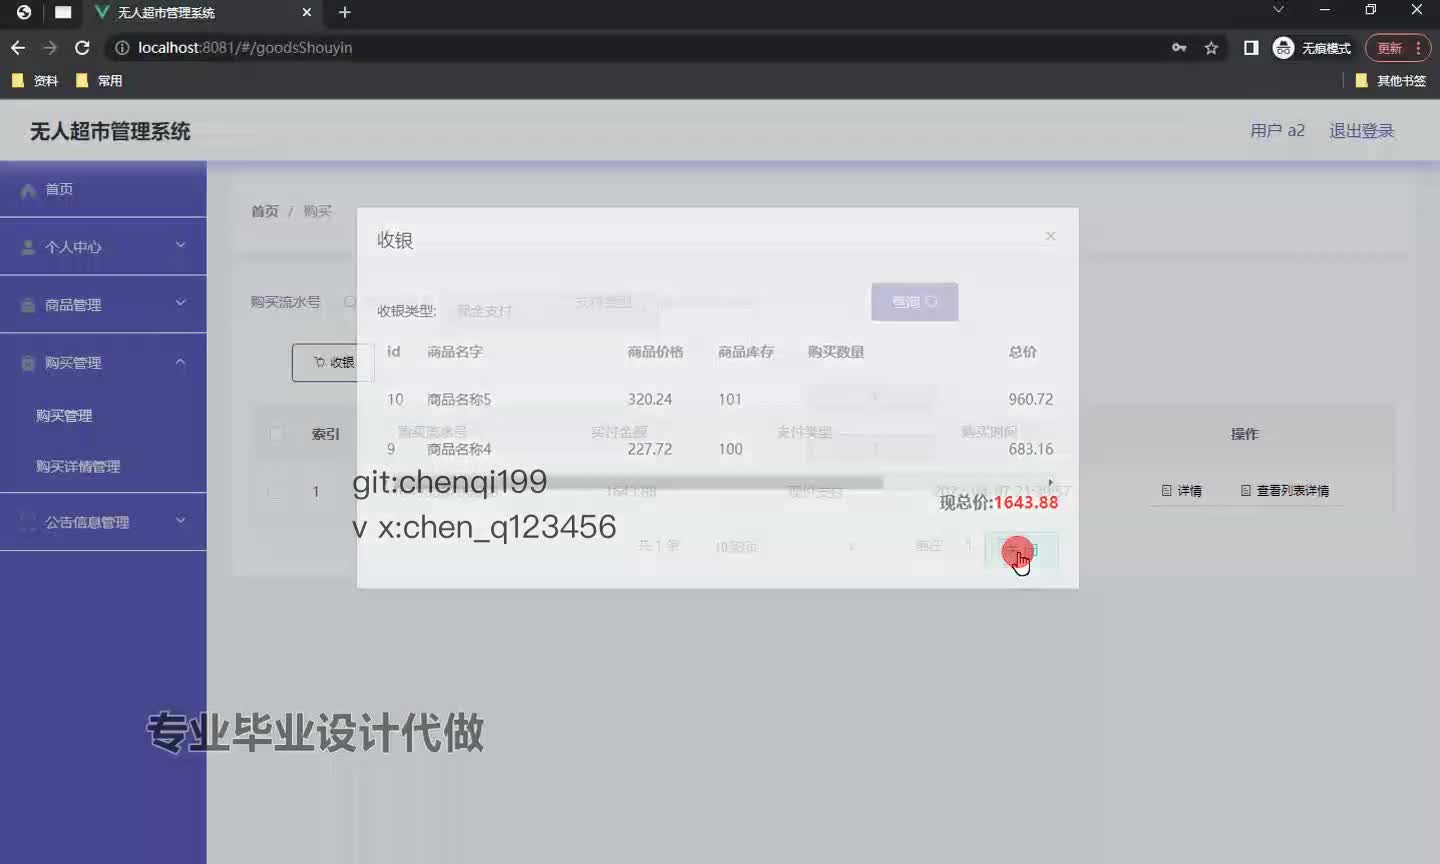 无人超市管理系统
localhost:8081/#/goodsShouyin
无痕模式
更新
资料
常用
其他书签
无人超市管理系统
用户 a2
退出登录
首页
个人中心
商品管理
购买管理
购买管理
购买详情管理
公告信息管理
首页 / 购买
收银
购买流水号
收银类型:
现金支付
支付类型
查询
收银
id 商品名字 商品价格 商品库存 购买数量 总价
10 商品名称5 320.24 101 960.72
索引 购买流水号 实付金额 支付类型 购买时间 操作
9 商品名称4 227.72 100 683.16
1 1643.88 现价支付 详情 查看列表详情
现总价:1643.88
共 1 条
前往 1
git:chenqi199
v x:chen_q123456
专业毕业设计代做